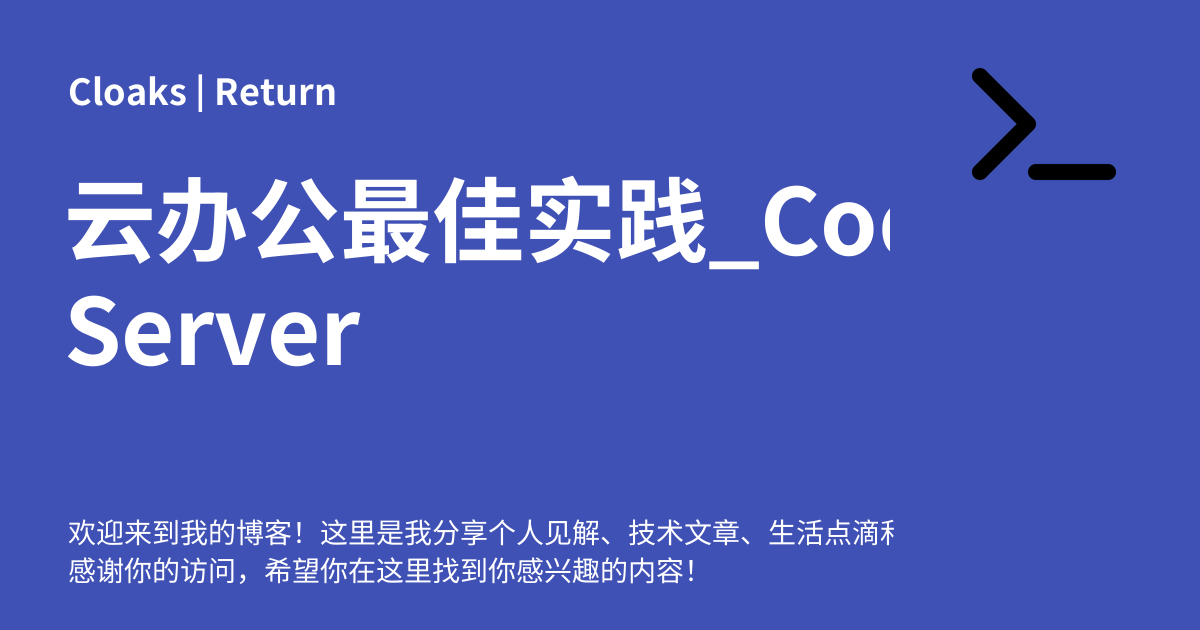 Cloaks | Return
云办公最佳实践_Co
Server
欢迎来到我的博客！这里是我分享个人见解、技术文章、生活点滴
感谢你的访问，希望你在这里找到你感兴趣的内容！